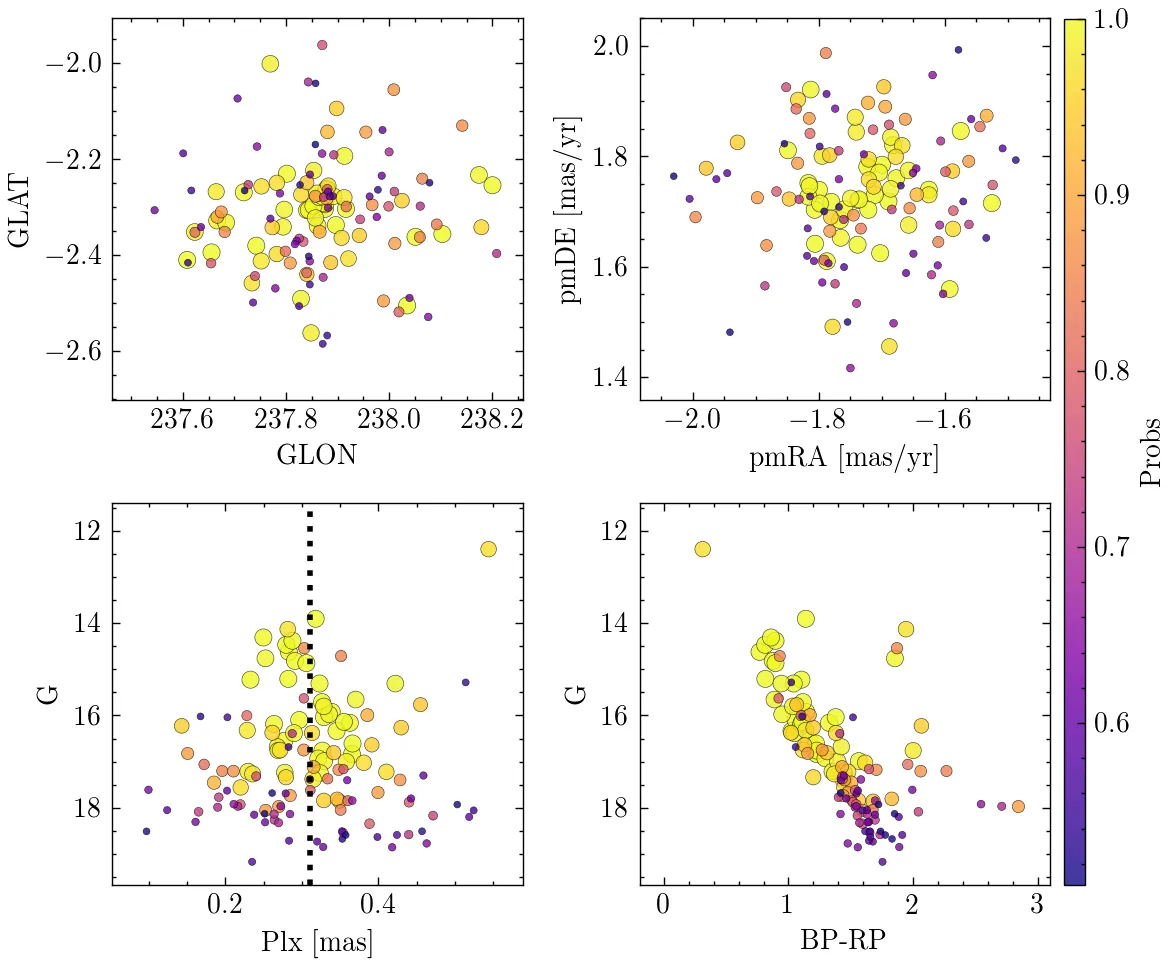 −2.0
−2.2
−2.4
−2.6
GLAT
237.6 237.8 238.0 238.2
GLON
2.0
1.8
1.6
1.4
pmDE [mas/yr]
−2.0 −1.8 −1.6
pmRA [mas/yr]
12
14
16
18
G
0.2 0.4
Plx [mas]
12
14
16
18
G
0 1 2 3
BP-RP
1.0
0.9
0.8
0.7
0.6
Probs